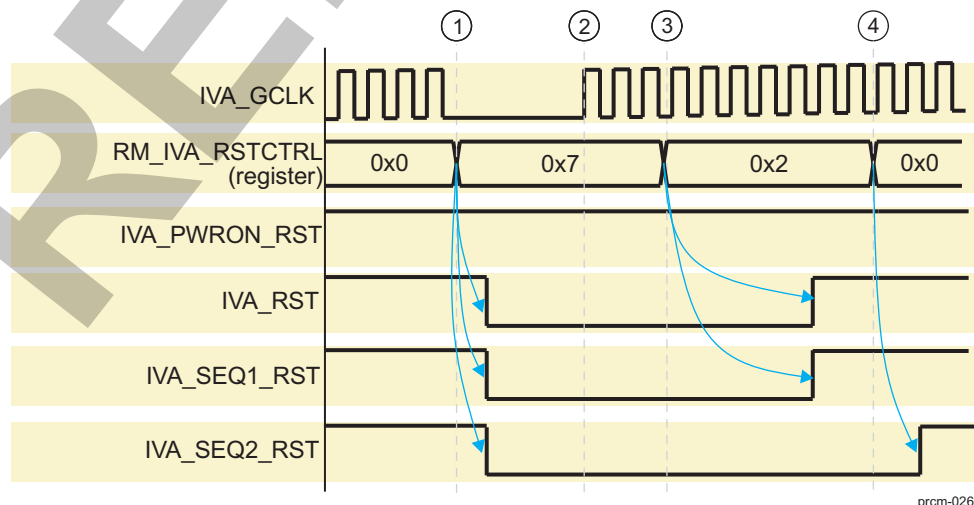 1 2 3 4
IVA_GCLK
RM_IVA_RSTCTRL
(register)
0x0 0x7 0x2 0x0
IVA_PWRON_RST
IVA_RST
IVA_SEQ1_RST
IVA_SEQ2_RST
prcm-026